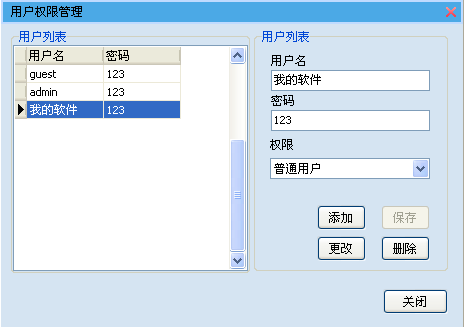 用户权限管理
用户列表
用户名 密码
guest 123
admin 123
我的软件 123
用户列表
用户名
我的软件
密码
123
权限
普通用户
添加 保存
更改 删除
关闭